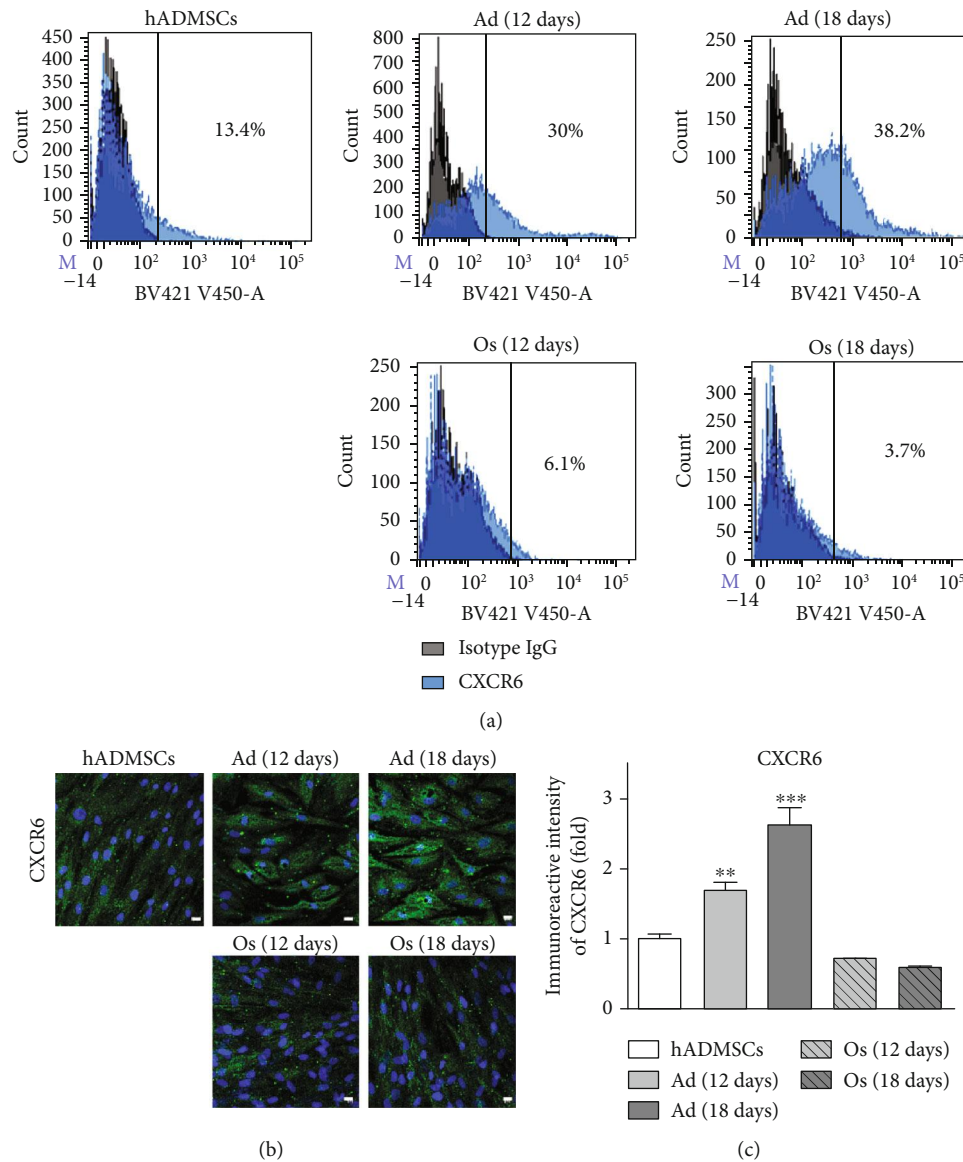 hADMSCs
450
400
350
300
250
200
150
100
50
0
Count
13.4%
0 10² 10³ 10⁴ 10⁵
M
−14
BV421 V450-A
Ad (12 days)
800
700
600
500
400
300
200
100
0
Count
30%
0 10² 10³ 10⁴ 10⁵
M
−14
BV421 V450-A
Ad (18 days)
250
200
150
100
50
0
Count
38.2%
0 10² 10³ 10⁴ 10⁵
M
−14
BV421 V450-A
Os (12 days)
250
200
150
100
50
0
Count
6.1%
0 10² 10³ 10⁴ 10⁵
M
−14
BV421 V450-A
Os (18 days)
350
300
250
200
150
100
50
0
Count
3.7%
0 10² 10³ 10⁴ 10⁵
M
−14
BV421 V450-A
Isotype IgG
CXCR6
(a)
hADMSCs Ad (12 days) Ad (18 days)
CXCR6
Os (12 days) Os (18 days)
(b)
CXCR6
3
2
1
0
Immunoreactive intensity
of CXCR6 (fold)
**
***
hADMSCs
Ad (12 days)
Ad (18 days)
Os (12 days)
Os (18 days)
(c)